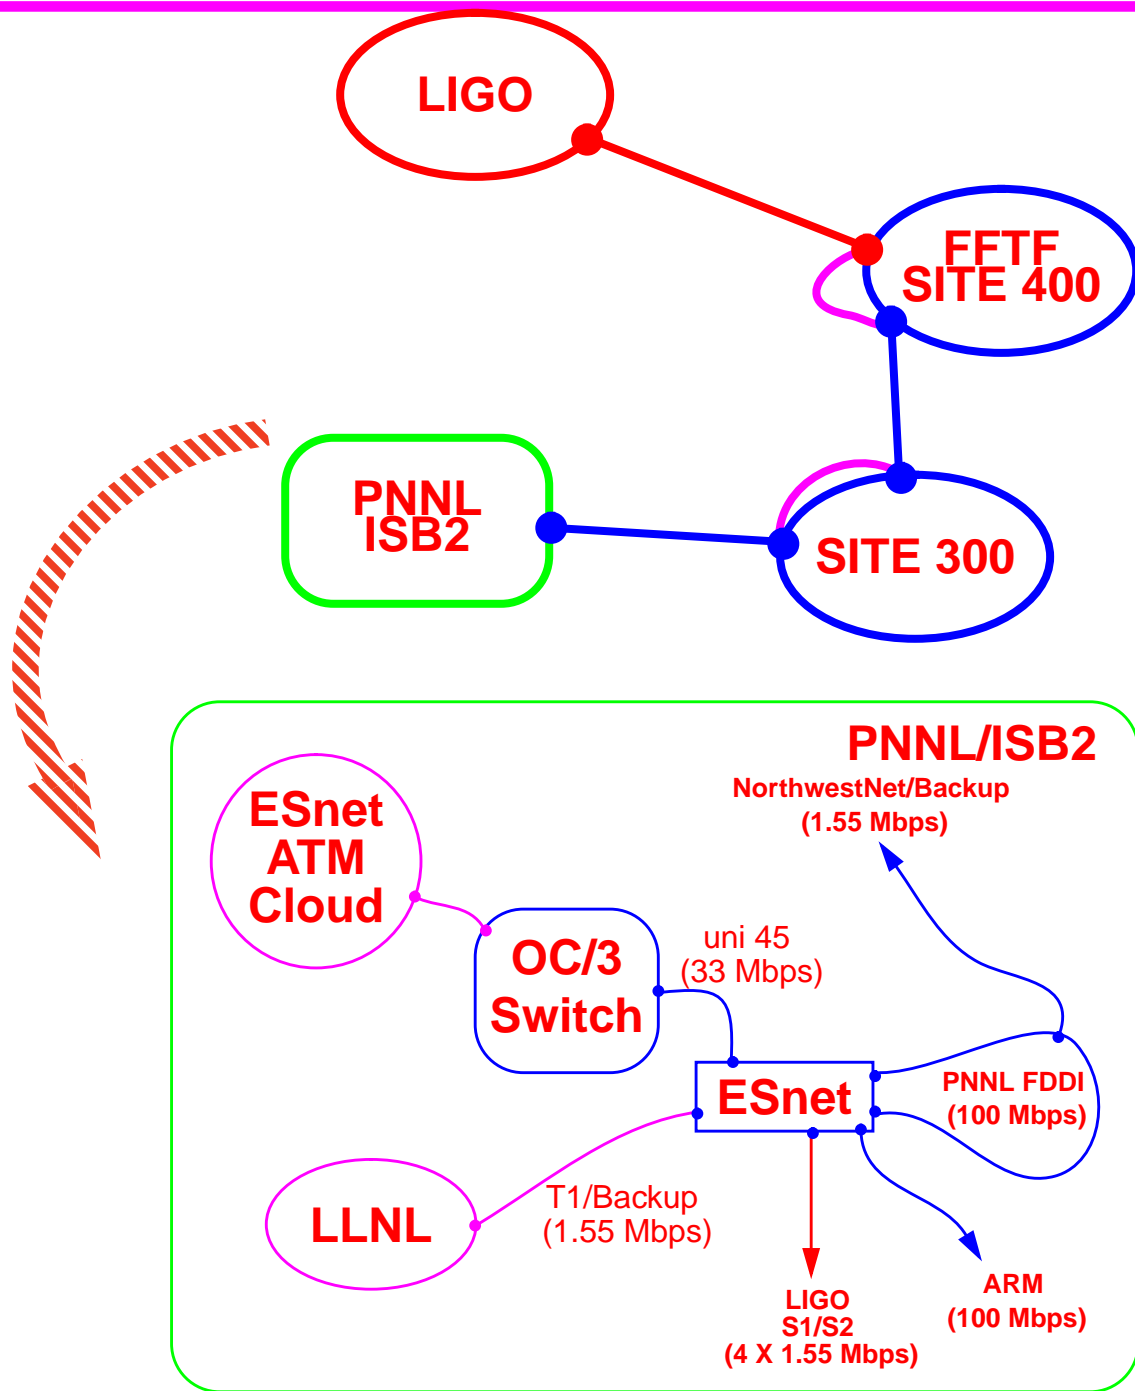 LIGO
FFTF
SITE 400
PNNL
ISB2
SITE 300
PNNL/ISB2
NorthwestNet/Backup
(1.55 Mbps)
ESnet
ATM
Cloud
OC/3
Switch
uni 45
(33 Mbps)
ESnet
PNNL FDDI
(100 Mbps)
LLNL
T1/Backup
(1.55 Mbps)
LIGO
S1/S2
(4 X 1.55 Mbps)
ARM
(100 Mbps)